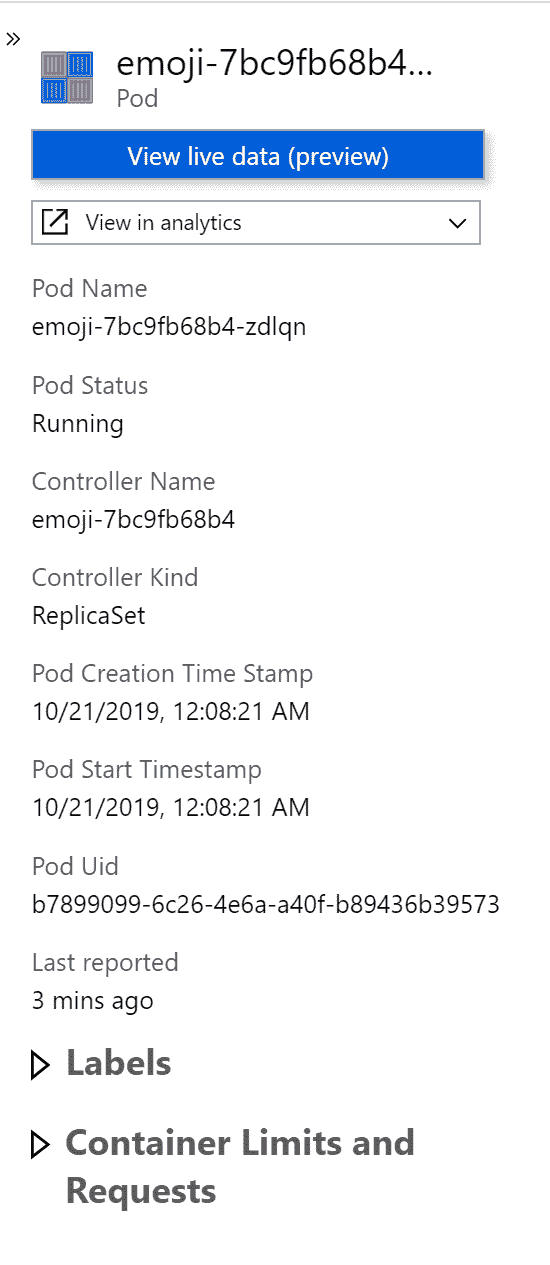 »
emoji-7bc9fb68b4...
Pod
View live data (preview)
View in analytics
Pod Name
emoji-7bc9fb68b4-zdlqn
Pod Status
Running
Controller Name
emoji-7bc9fb68b4
Controller Kind
ReplicaSet
Pod Creation Time Stamp
10/21/2019, 12:08:21 AM
Pod Start Timestamp
10/21/2019, 12:08:21 AM
Pod Uid
b7899099-6c26-4e6a-a40f-b89436b39573
Last reported
3 mins ago
Labels
Container Limits and
Requests